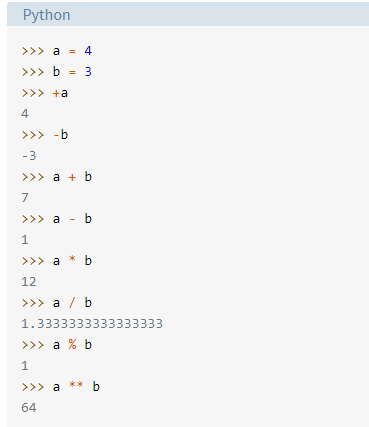 Python
>>> a = 4
>>> b = 3
>>> +a
4
>>> -b
-3
>>> a + b
7
>>> a - b
1
>>> a * b
12
>>> a / b
1.3333333333333333
>>> a % b
1
>>> a ** b
64